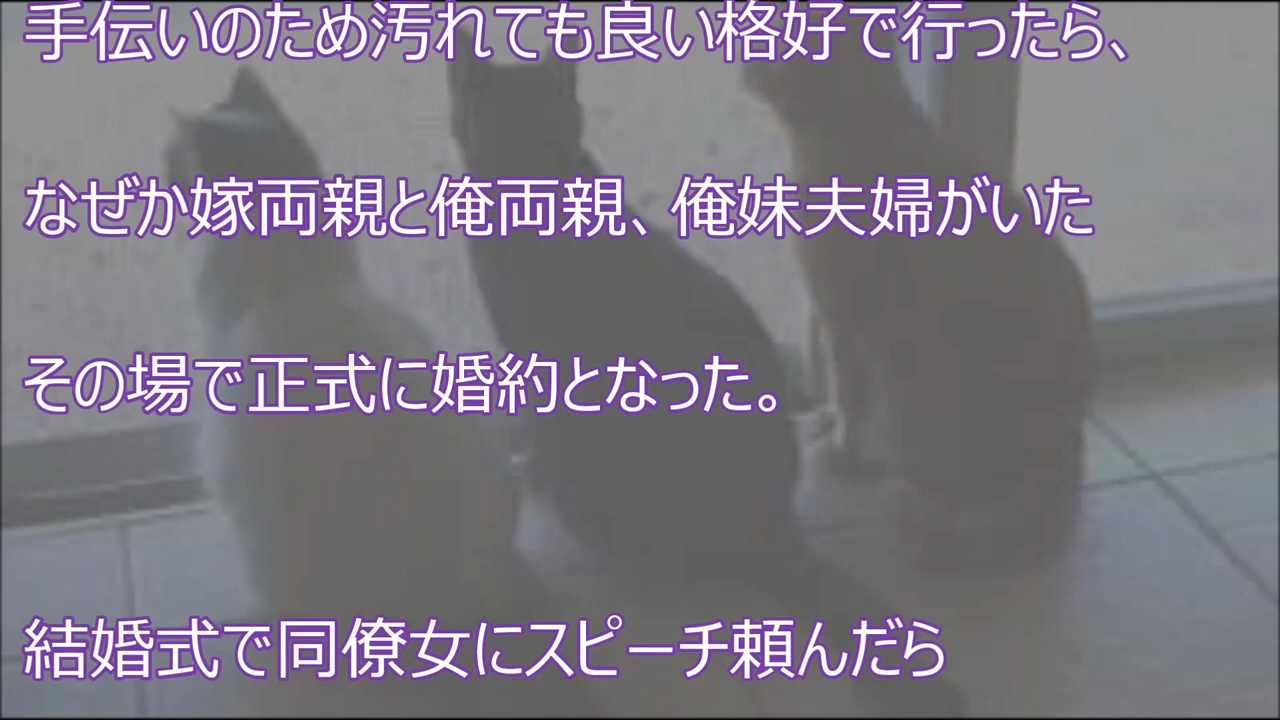 手伝いのため汚れても良い格好で行ったら、
なぜか嫁両親と俺両親、俺妹夫婦がいた
その場で正式に婚約となった。
結婚式で同僚女にスピーチ頼んだら